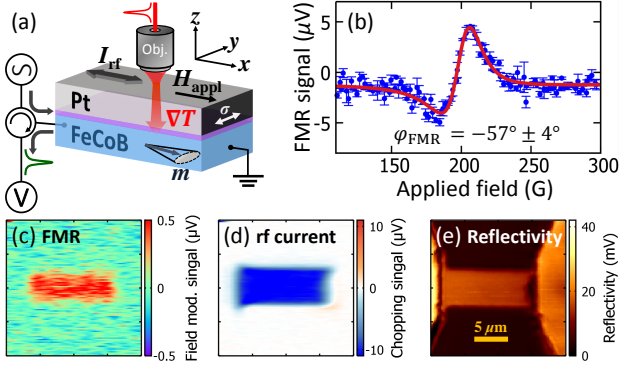 (a)
z
y
x
Obj.
I_rf
H_appl
σ
Pt
∇T
FeCoB
m
S
V
(b)
FMR signal (μV)
5
0
-5
φ_FMR = −57° ± 4°
150
200
250
300
Applied field (G)
(c) FMR
0.5
0
-0.5
Field mod. singal (μV)
(d) rf current
10
0
-10
Chopping singal (μV)
(e) Reflectivity
5 μm
40
20
0
Reflectivity (mV)